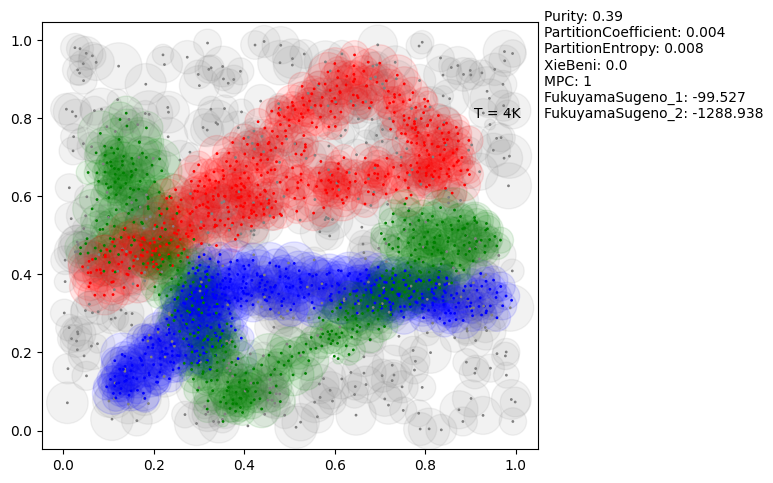 Purity: 0.39
PartitionCoefficient: 0.004
PartitionEntropy: 0.008
XieBeni: 0.0
MPC: 1
FukuyamaSugeno_1: -99.527
FukuyamaSugeno_2: -1288.938
T = 4K
1.0
0.8
0.6
0.4
0.2
0.0
0.0 0.2 0.4 0.6 0.8 1.0